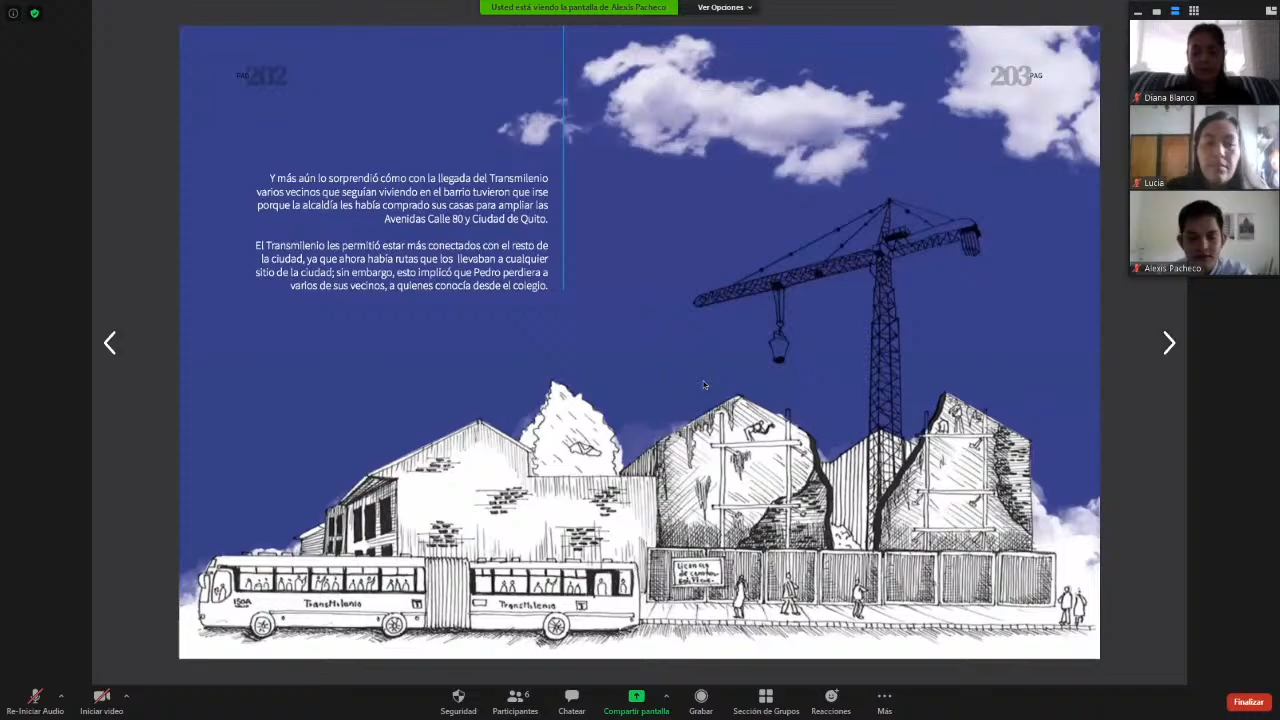 Usted está viendo la pantalla de Alexis Pacheco
Ver Opciones
PAG 202
203 PAG
Y más aún lo sorprendió cómo con la llegada del Transmilenio
varios vecinos que seguían viviendo en el barrio tuvieron que irse
porque la alcaldía les había comprado sus casas para ampliar las
Avenidas Calle 80 y Ciudad de Quito.
El Transmilenio les permitió estar más conectados con el resto de
la ciudad, ya que ahora había rutas que los llevaban a cualquier
sitio de la ciudad; sin embargo, esto implicó que Pedro perdiera a
varios de sus vecinos, a quienes conocía desde el colegio.
Licencia
de
TransMilenio
TransMilenio
Diana Blanco
Lucia
Alexis Pacheco
Re-Iniciar Audio
Iniciar video
Seguridad
6
Participantes
Chatear
Compartir pantalla
Grabar
Sección de Grupos
Reacciones
Más
Finalizar